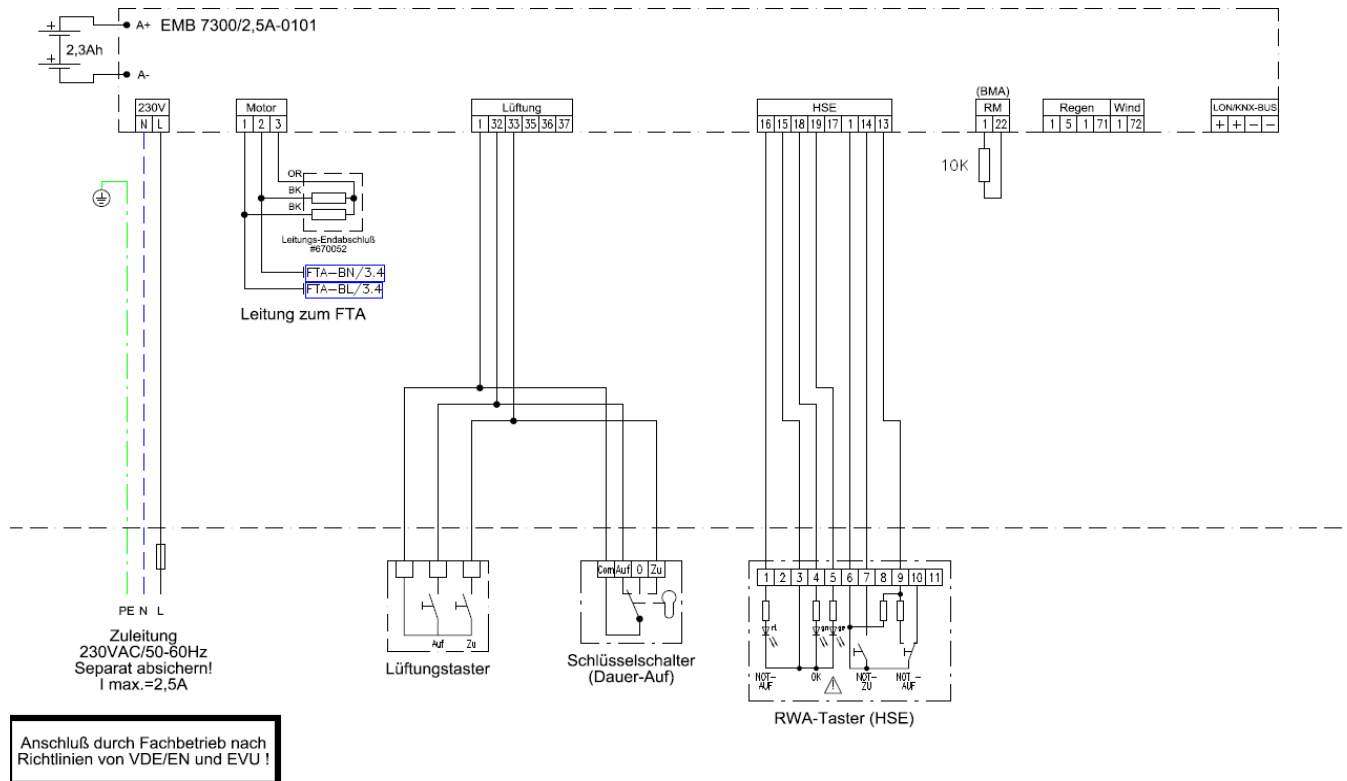 + A+ EMB 7300/2,5A-0101
2,3Ah
+
A-
230V
N L
Motor
1 2 3
Lüftung
1 32 33 35 36 37
HSE
16 15 18 19 17 1 14 13
(BMA)
RM
1 22
Regen Wind
1 5 1 71 1 72
LON/KNX-BUS
+ + − −
10K
OR
BK
BK
Leitungs-Endabschluß
#670052
FTA-BN/3.4
FTA-BL/3.4
Leitung zum FTA
Com Auf 0 Zu
1 2 3 4 5 6 7 8 9 10 11
rt gn ge
Auf Zu
NOT-
AUF
OK
NOT-
ZU
NOT-
AUF
PE N L
Zuleitung
230VAC/50-60Hz
Separat absichern!
I max.=2,5A
Lüftungstaster
Schlüsselschalter
(Dauer-Auf)
RWA-Taster (HSE)
Anschluß durch Fachbetrieb nach
Richtlinien von VDE/EN und EVU !